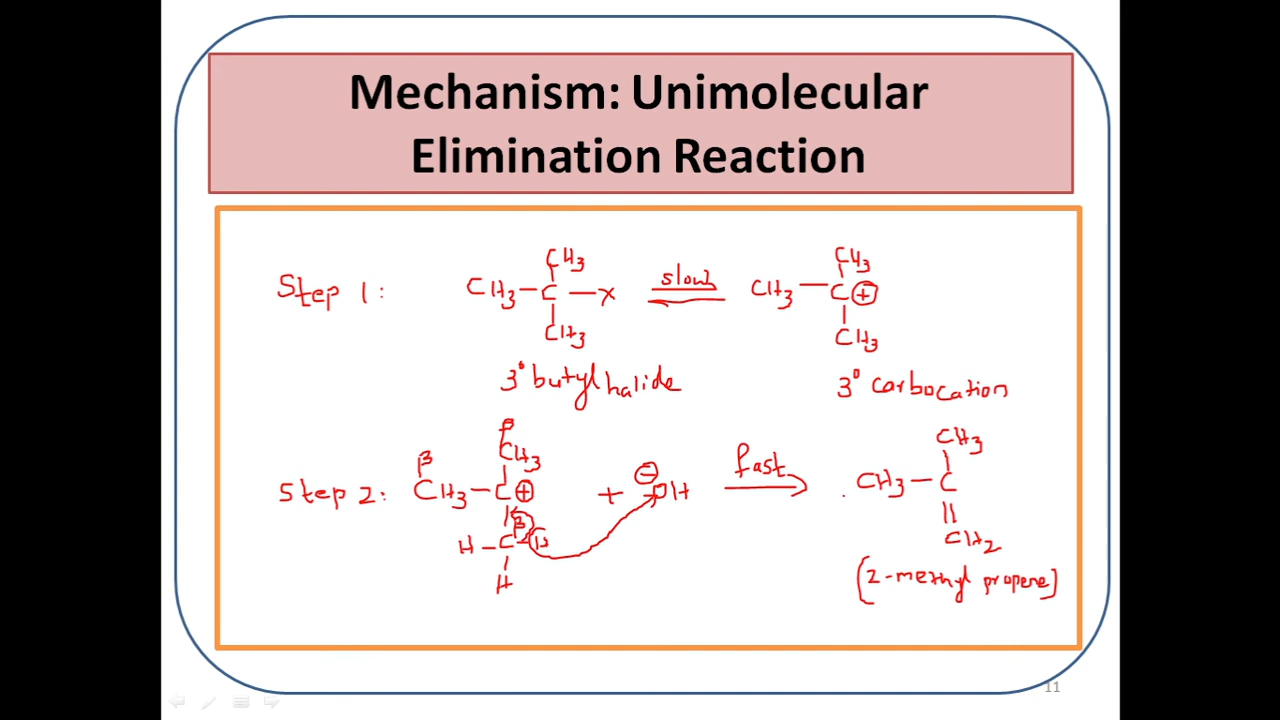 Mechanism: Unimolecular
Elimination Reaction
CH3
Step 1: CH3 – C – X slow CH3 – C ⊕
CH3
CH3
CH3
3° butyl halide
3° carbocation
β
CH3
β
Step 2: CH3 – C ⊕ + ⊖OH fast CH3 – C
CH3
β
H – C – H
CH2
H
(2-methyl propene)
11